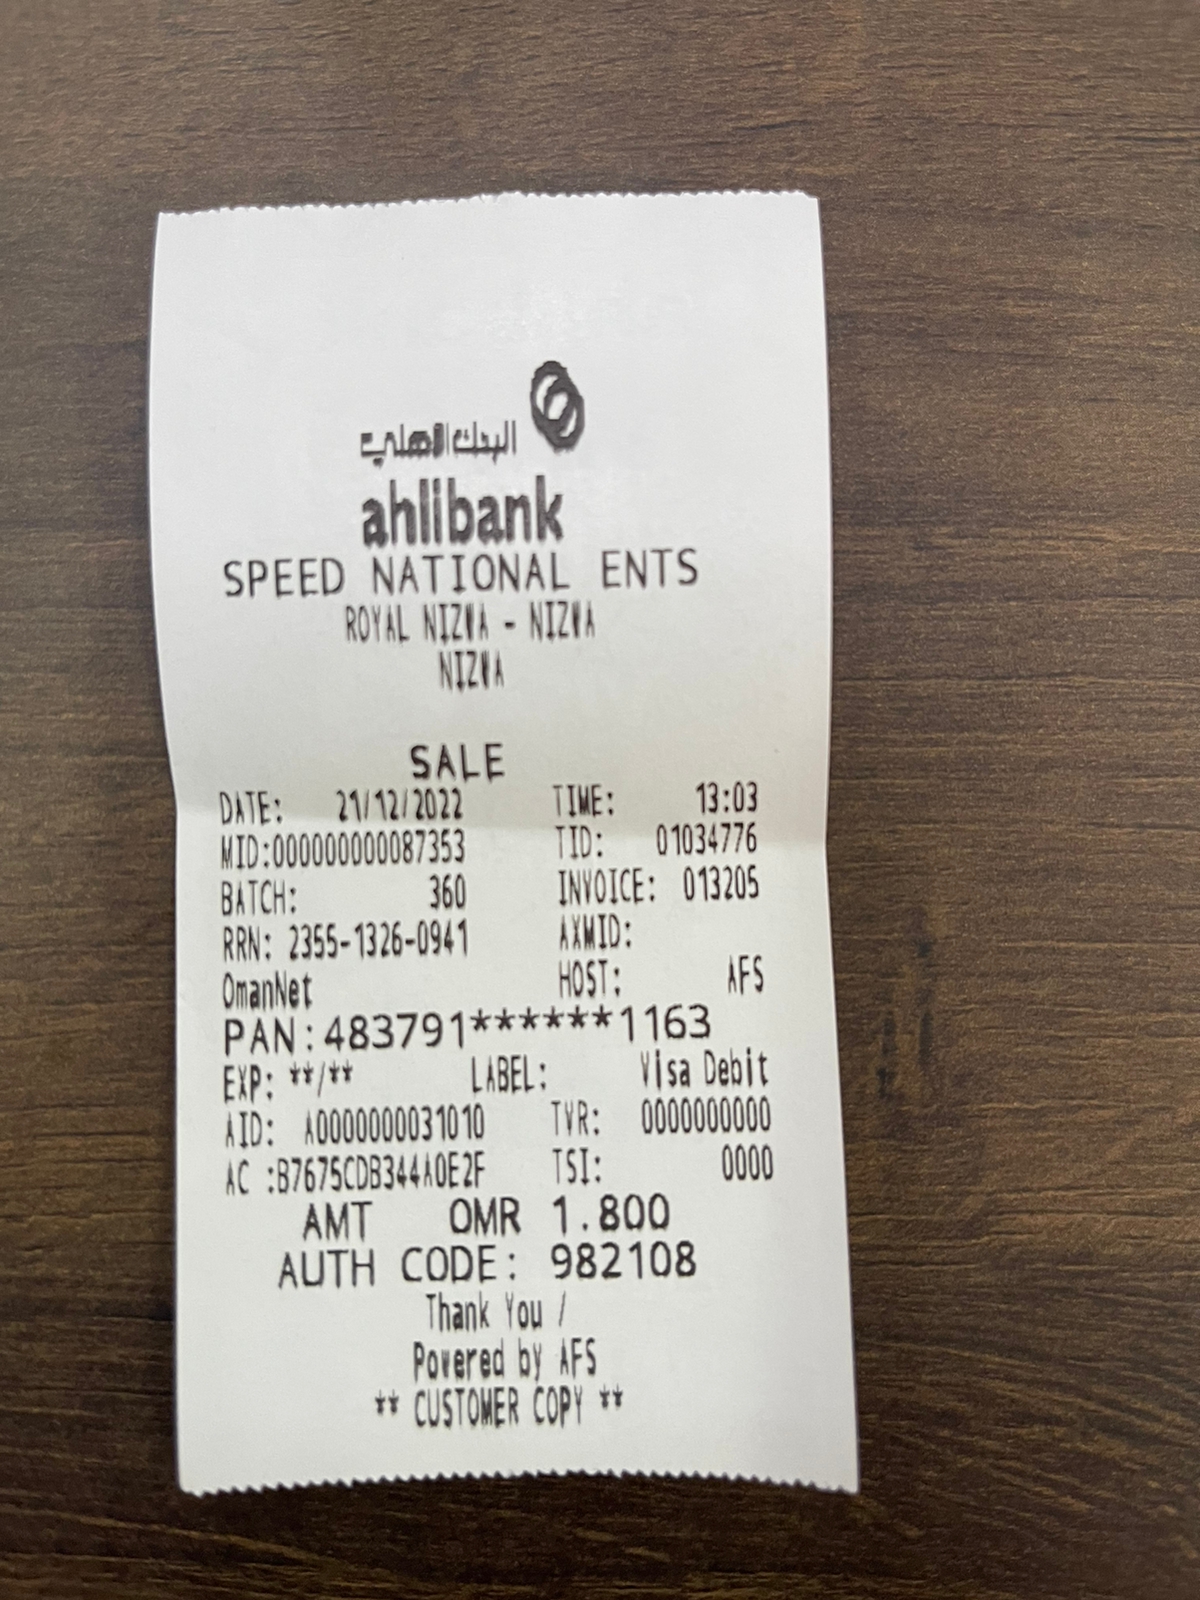 البنك الأهلي
ahlibank
SPEED NATIONAL ENTS
ROYAL NIZWA - NIZWA
NIZWA
SALE
DATE: 21/12/2022 TIME: 13:03
MID:000000000087353 TID: 01034776
BATCH: 360 INVOICE: 013205
RRN: 2355-1326-0941 AXMID:
OmanNet HOST: AFS
PAN:483791******1163
EXP: **/** LABEL: Visa Debit
AID: A0000000031010 TVR: 0000000000
AC :B7675CDB344A0E2F TSI: 0000
AMT OMR 1.800
AUTH CODE: 982108
Thank You /
Powered by AFS
** CUSTOMER COPY **